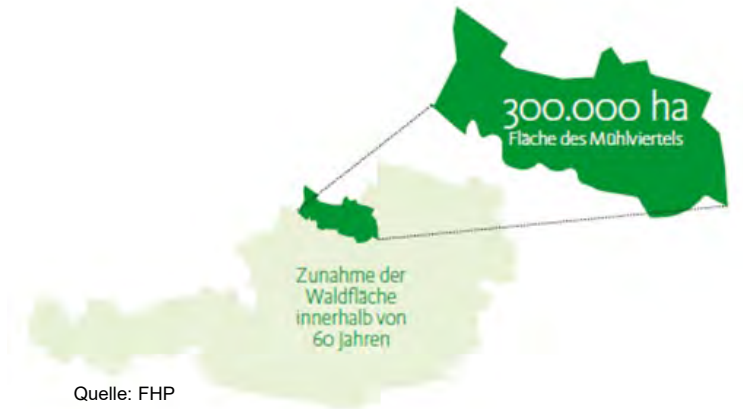 300.000 ha
Fläche des Mühlviertels
Zunahme der
Waldfläche
innerhalb von
60 Jahren
Quelle: FHP